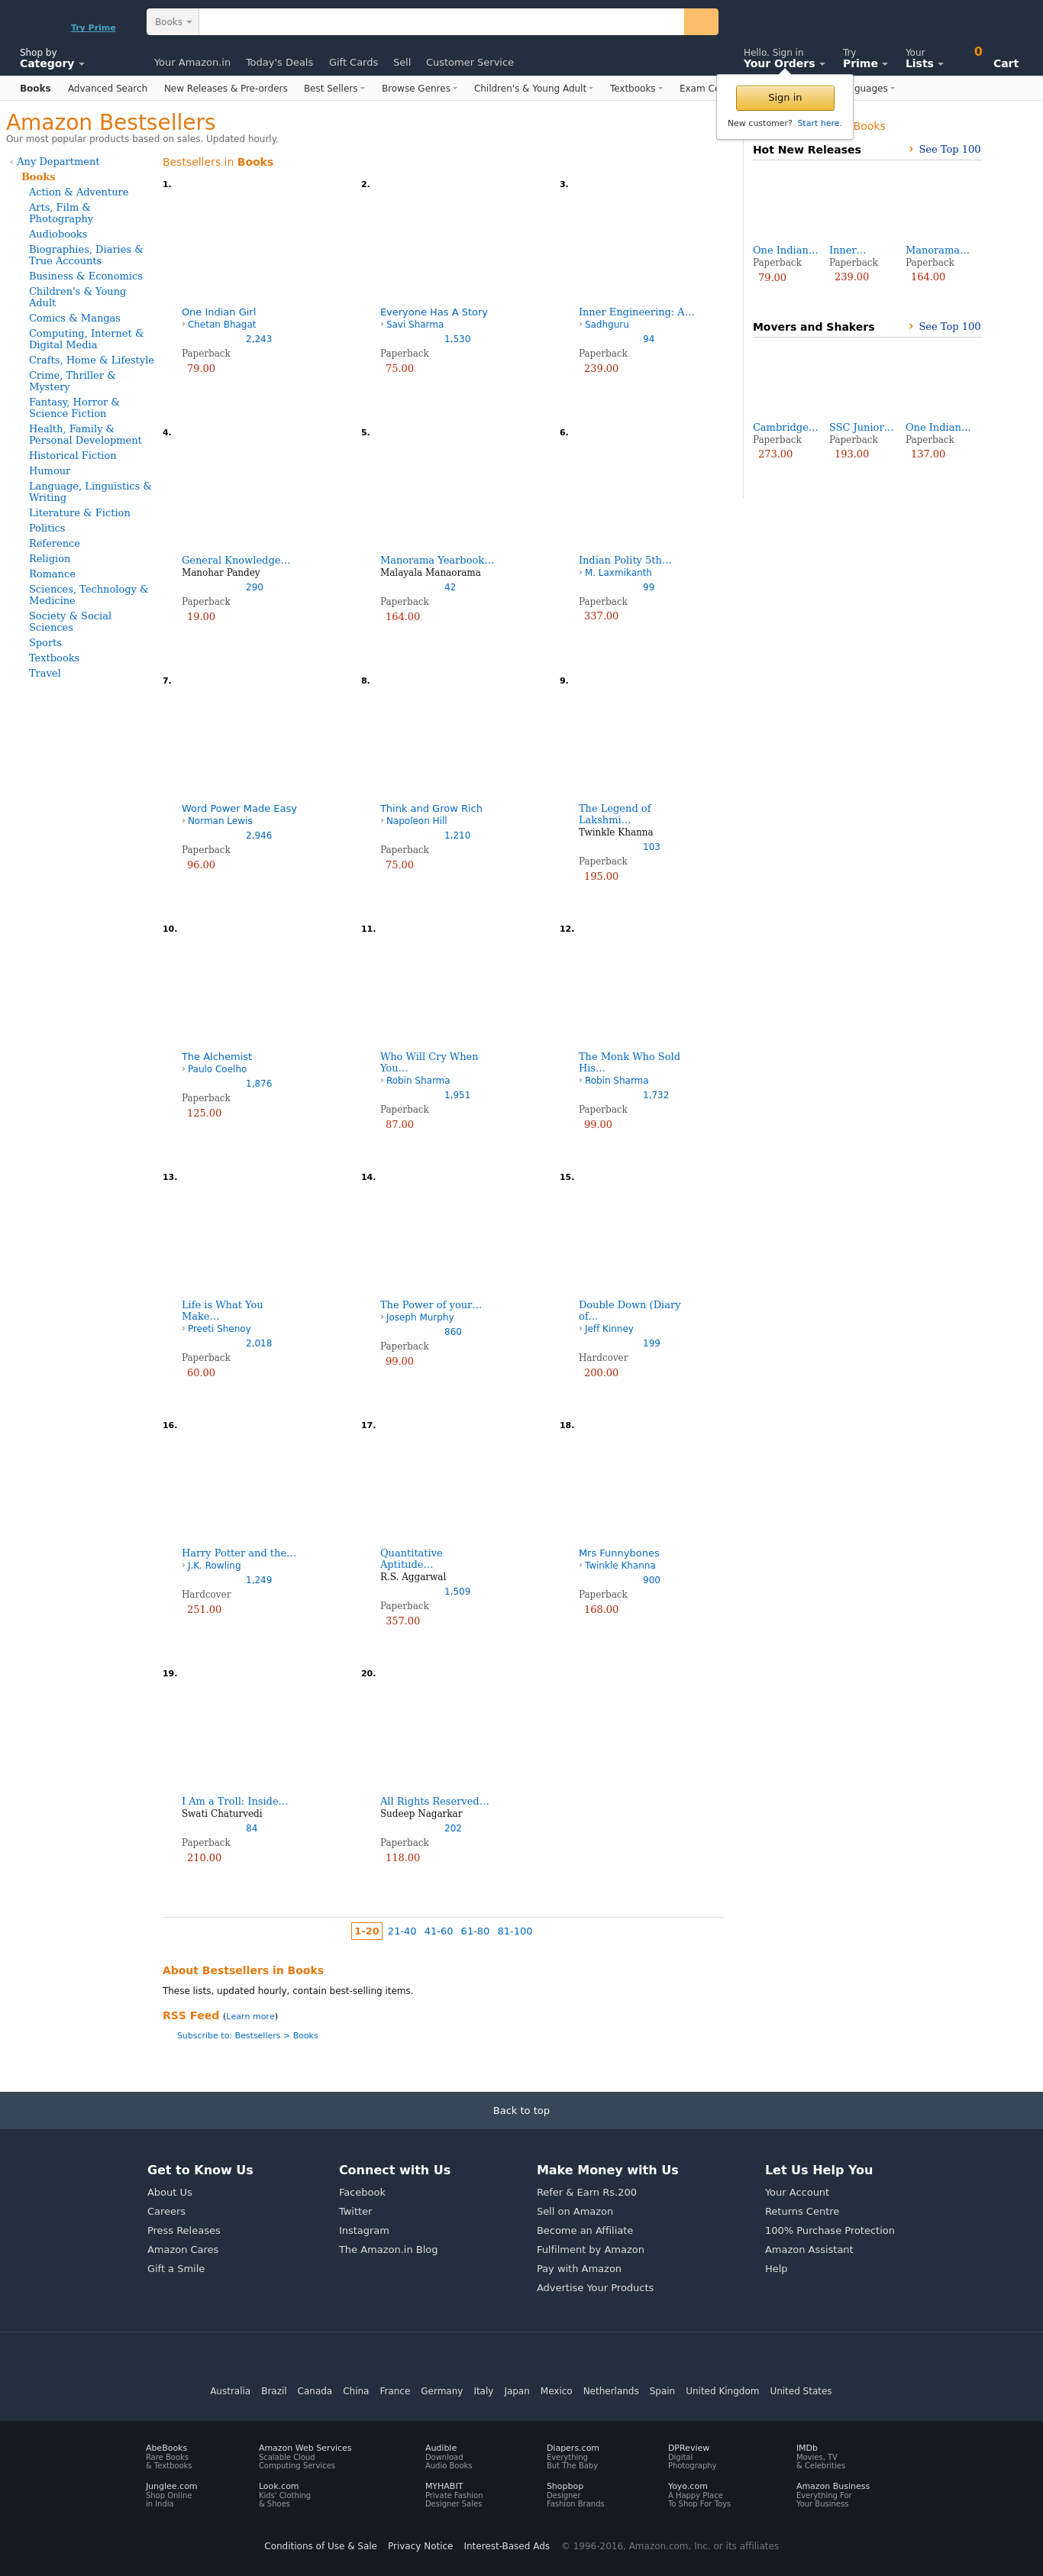 Try Prime
Books
Shop by
Category
Your Amazon.in Today's Deals Gift Cards Sell Customer Service
Hello. Sign in
Your Orders
Try
Prime
Your
Lists
0
Cart
Books Advanced Search New Releases & Pre-orders Best Sellers Browse Genres Children's & Young Adult Textbooks Exam
Sign in
New customer? Start here.
Amazon Bestsellers
Our most popular products based on sales. Updated hourly.
‹ Any Department
Books
Action & Adventure
Arts, Film &
Photography
Audiobooks
Biographies, Diaries &
True Accounts
Business & Economics
Children's & Young
Adult
Comics & Mangas
Computing, Internet &
Digital Media
Crafts, Home & Lifestyle
Crime, Thriller &
Mystery
Fantasy, Horror &
Science Fiction
Health, Family &
Personal Development
Historical Fiction
Humour
Language, Linguistics &
Writing
Literature & Fiction
Politics
Reference
Religion
Romance
Sciences, Technology &
Medicine
Society & Social
Sciences
Sports
Textbooks
Travel
Bestsellers in Books
1.
One Indian Girl
› Chetan Bhagat
2,243
Paperback
79.00
2.
Everyone Has A Story
› Savi Sharma
1,530
Paperback
75.00
3.
Inner Engineering: A…
› Sadhguru
94
Paperback
239.00
4.
General Knowledge…
Manohar Pandey
290
Paperback
19.00
5.
Manorama Yearbook…
Malayala Manaorama
42
Paperback
164.00
6.
Indian Polity 5th…
› M. Laxmikanth
99
Paperback
337.00
7.
Word Power Made Easy
› Norman Lewis
2,946
Paperback
96.00
8.
Think and Grow Rich
› Napoleon Hill
1,210
Paperback
75.00
9.
The Legend of
Lakshmi…
Twinkle Khanna
103
Paperback
195.00
10.
The Alchemist
› Paulo Coelho
1,876
Paperback
125.00
11.
Who Will Cry When
You…
› Robin Sharma
1,951
Paperback
87.00
12.
The Monk Who Sold
His…
› Robin Sharma
1,732
Paperback
99.00
13.
Life is What You
Make…
› Preeti Shenoy
2,018
Paperback
60.00
14.
The Power of your…
› Joseph Murphy
860
Paperback
99.00
15.
Double Down (Diary
of…
› Jeff Kinney
199
Hardcover
200.00
16.
Harry Potter and the…
› J.K. Rowling
1,249
Hardcover
251.00
17.
Quantitative
Aptitude…
R.S. Aggarwal
1,509
Paperback
357.00
18.
Mrs Funnybones
› Twinkle Khanna
900
Paperback
168.00
19.
I Am a Troll: Inside…
Swati Chaturvedi
84
Paperback
210.00
20.
All Rights Reserved…
Sudeep Nagarkar
202
Paperback
118.00
Books
Hot New Releases › See Top 100
One Indian…
Paperback
79.00
Inner…
Paperback
239.00
Manorama…
Paperback
164.00
Movers and Shakers › See Top 100
Cambridge…
Paperback
273.00
SSC Junior…
Paperback
193.00
One Indian…
Paperback
137.00
1-20 21-40 41-60 61-80 81-100
About Bestsellers in Books
These lists, updated hourly, contain best-selling items.
RSS Feed (Learn more)
Subscribe to: Bestsellers > Books
Back to top
Get to Know Us
About Us
Careers
Press Releases
Amazon Cares
Gift a Smile
Connect with Us
Facebook
Twitter
Instagram
The Amazon.in Blog
Make Money with Us
Refer & Earn Rs.200
Sell on Amazon
Become an Affiliate
Fulfilment by Amazon
Pay with Amazon
Advertise Your Products
Let Us Help You
Your Account
Returns Centre
100% Purchase Protection
Amazon Assistant
Help
Australia Brazil Canada China France Germany Italy Japan Mexico Netherlands Spain United Kingdom United States
AbeBooks
Rare Books
& Textbooks
Amazon Web Services
Scalable Cloud
Computing Services
Audible
Download
Audio Books
Diapers.com
Everything
But The Baby
DPReview
Digital
Photography
IMDb
Movies, TV
& Celebrities
Junglee.com
Shop Online
in India
Look.com
Kids' Clothing
& Shoes
MYHABIT
Private Fashion
Designer Sales
Shopbop
Designer
Fashion Brands
Yoyo.com
A Happy Place
To Shop For Toys
Amazon Business
Everything For
Your Business
Conditions of Use & Sale Privacy Notice Interest-Based Ads © 1996-2016, Amazon.com, Inc. or its affiliates